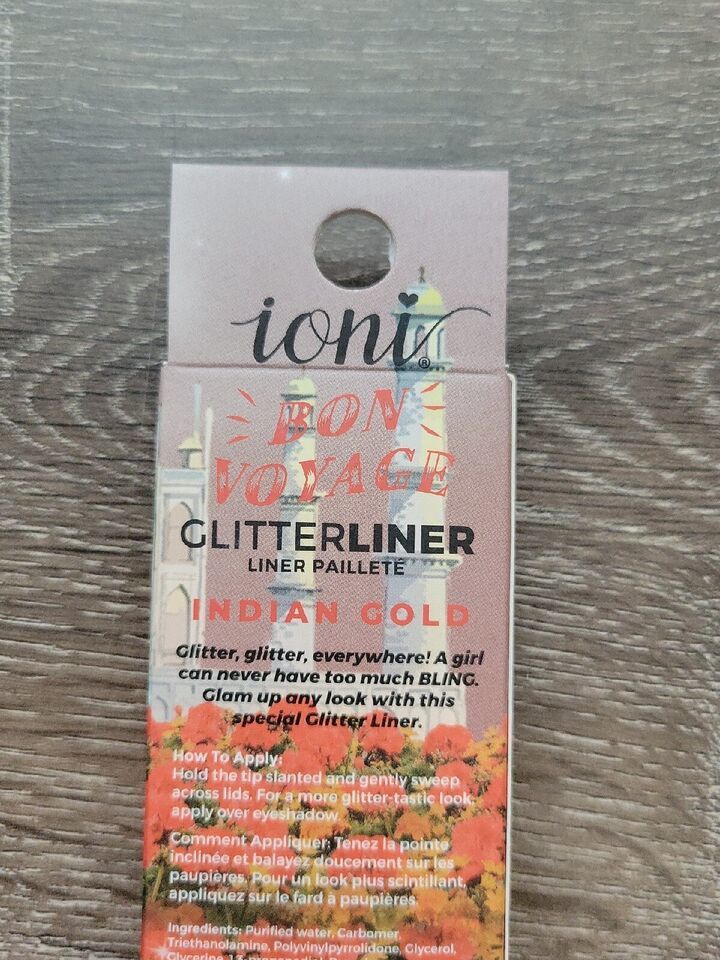 ioni®
BON
VOYAGE
GLITTERLINER
LINER PAILLETÉ
INDIAN GOLD
Glitter, glitter, everywhere! A girl
can never have too much BLING.
Glam up any look with this
special Glitter Liner.
How To Apply:
Hold the tip slanted and gently sweep
across lids. For a more glitter-tastic look,
apply over eyeshadow.
Comment Appliquer: Tenez la pointe
inclinée et balayez doucement sur les
paupières. Pour un look plus scintillant,
appliquez sur le fard à paupières.
Ingredients: Purified water, Carbomer,
Triethanolamine, Polyvinylpyrrolidone, Glycerol,